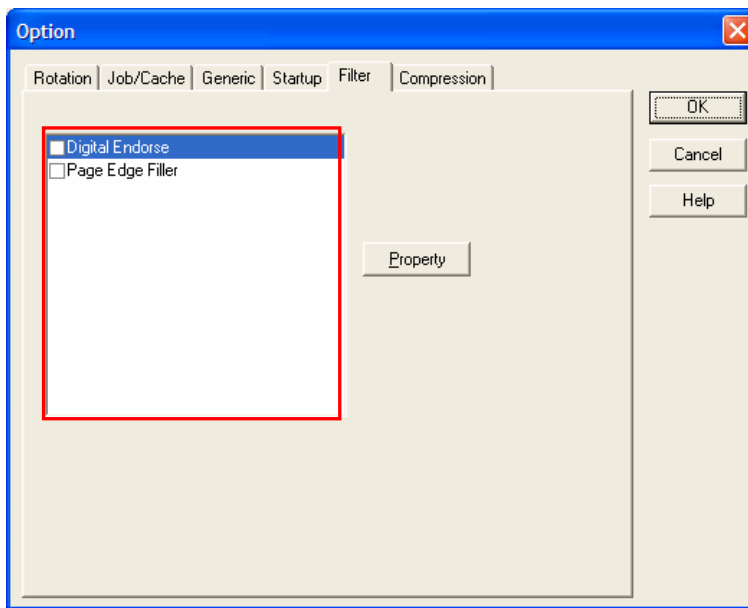 Option
Rotation Job/Cache Generic Startup Filter Compression
OK
Cancel
Help
Digital Endorse
Page Edge Filler
Property